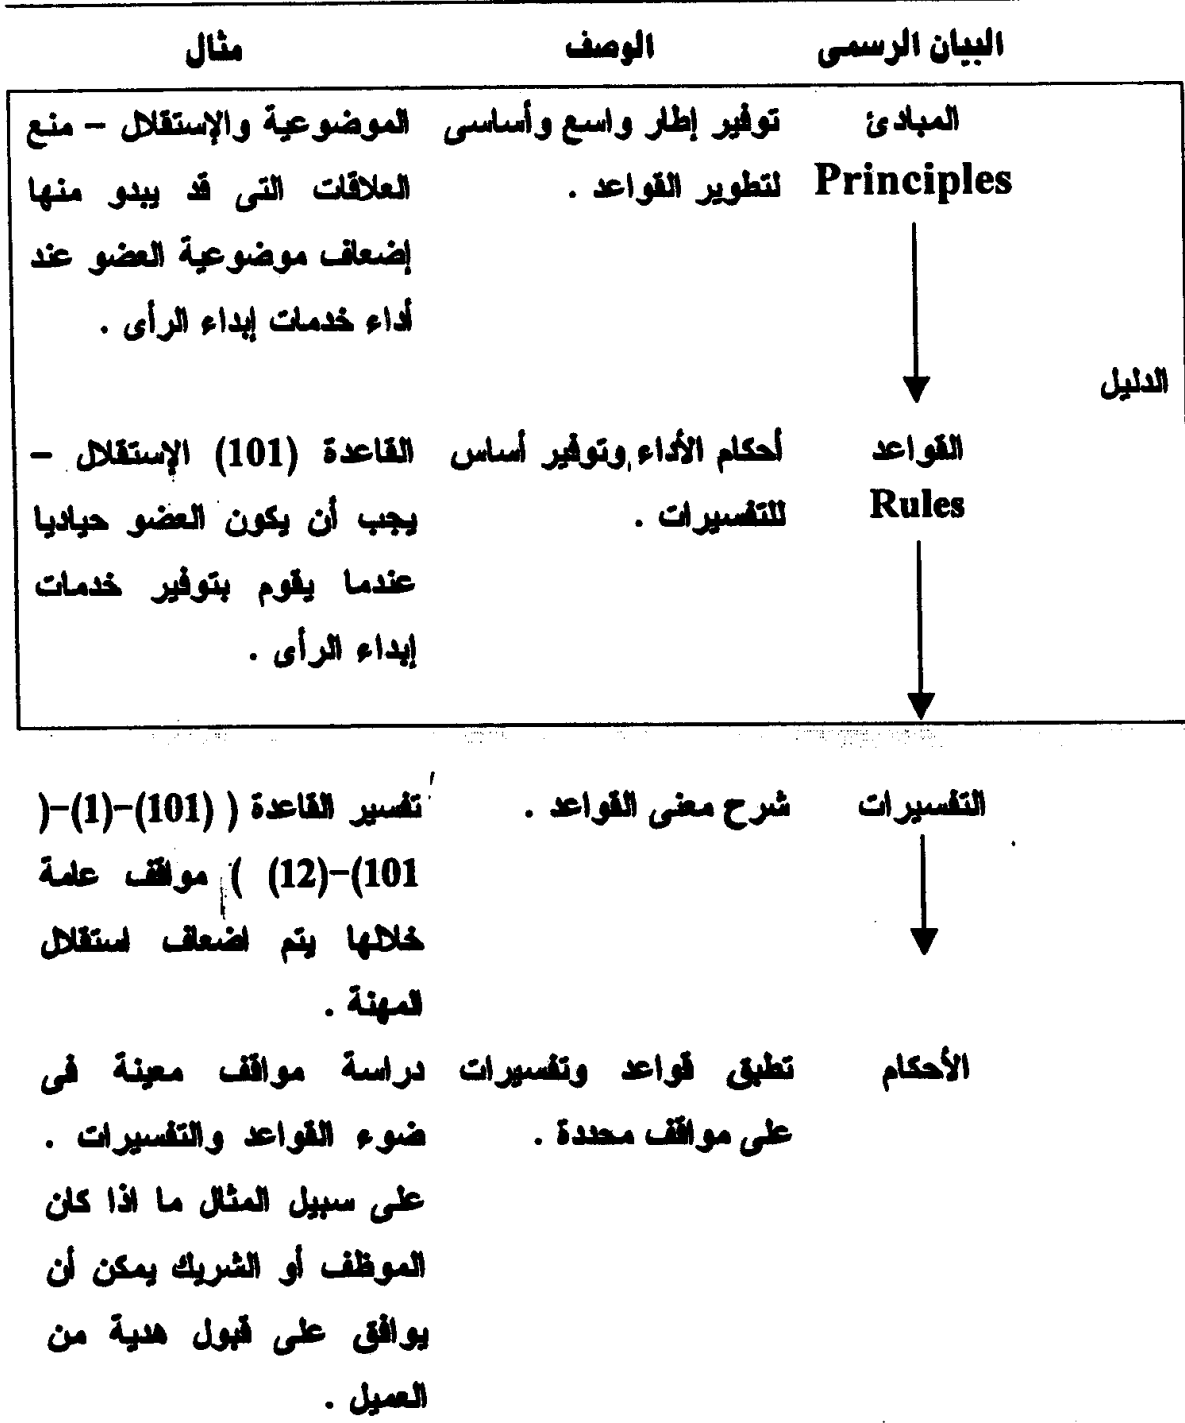 البيان الرسمى الوصف مثال
المبادئ توفير إطار واسع وأساسى الموضوعية والإستقلال – منع
Principles لتطوير القواعد . العلاقات التى قد يبدو منها
إضعاف موضوعية العضو عند
أداء خدمات إبداء الرأى .
الدليل
القواعد أحكام الأداء وتوفير أساس القاعدة (101) الإستقلال –
Rules للتفسيرات . يجب أن يكون العضو حياديا
عندما يقوم بتوفير خدمات
إبداء الرأى .
التفسيرات شرح معنى القواعد . تفسير القاعدة ( (101)–(1)–(
101)–(12) ) مواقف عامة
خلالها يتم اضعاف استقلال
المهنة .
الأحكام تطبق قواعد وتفسيرات دراسة مواقف معينة فى
على مواقف محددة . ضوء القواعد والتفسيرات .
على سبيل المثال ما اذا كان
الموظف أو الشريك يمكن أن
يوافق على قبول هدية من
العميل .